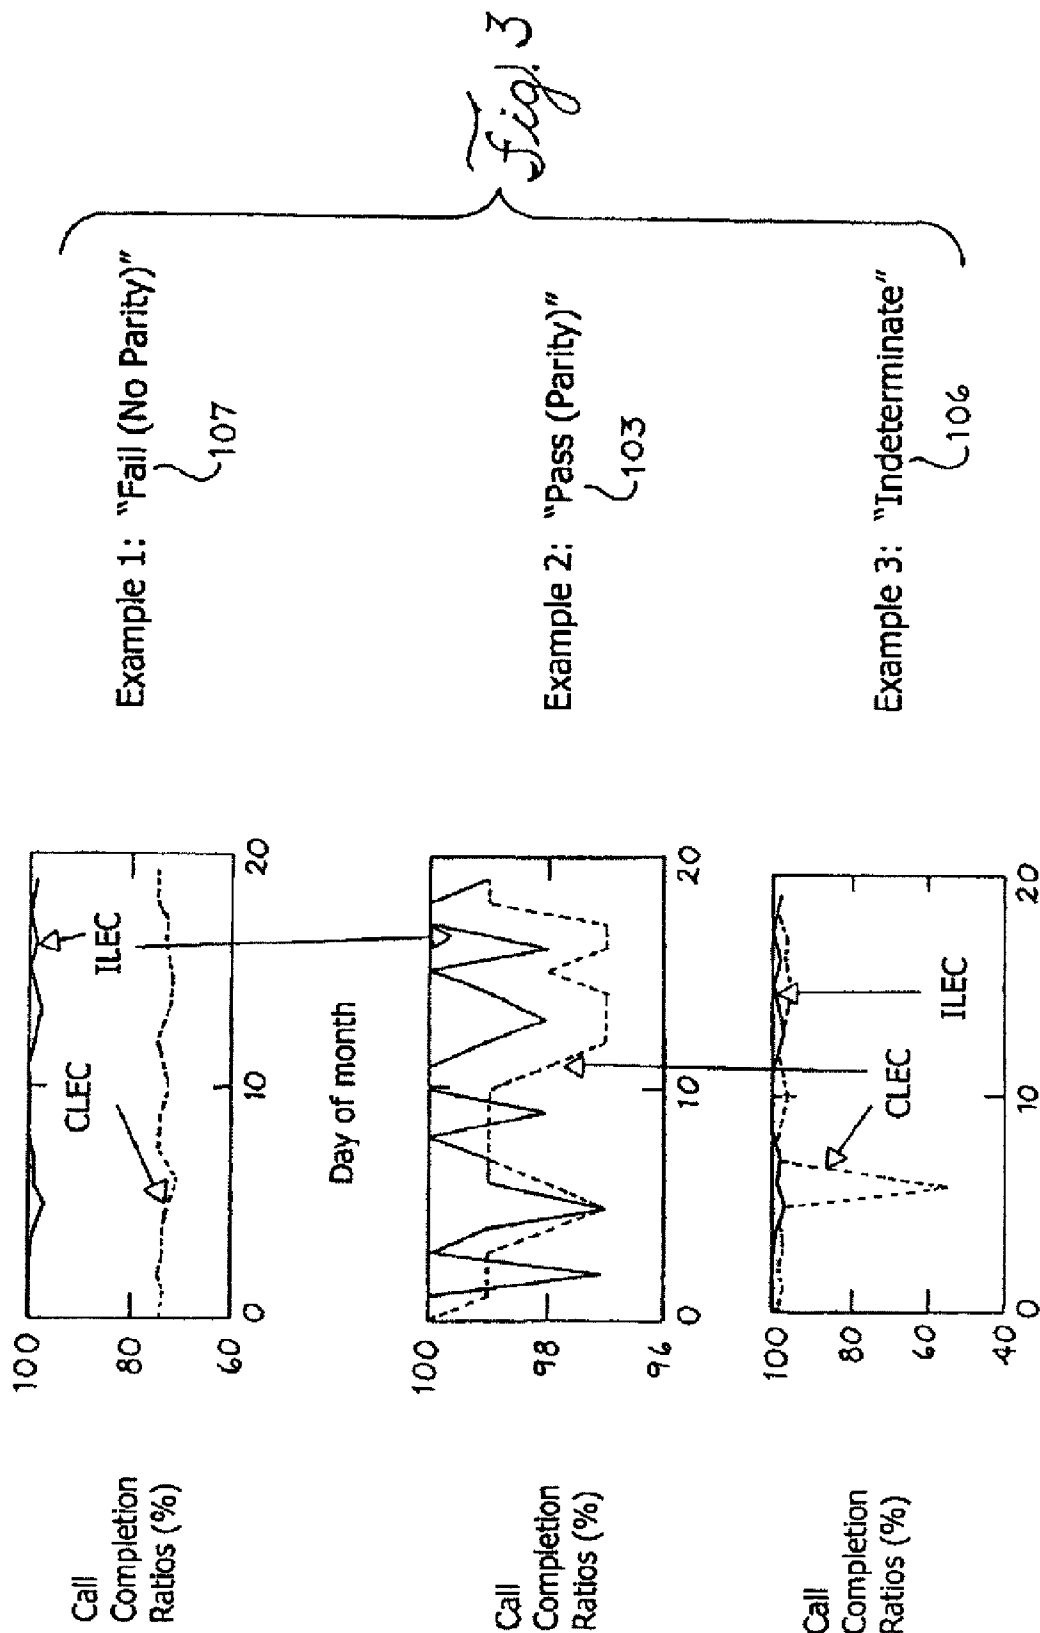 Call
Completion
Ratios (%)
100
80
60
0
10
20
CLEC
ILEC
Example 1: "Fail (No Parity)"
107
Day of month
Call
Completion
Ratios (%)
100
98
96
0
10
20
Example 2: "Pass (Parity)"
103
Call
Completion
Ratios (%)
100
80
60
40
0
10
20
CLEC
ILEC
Example 3: "Indeterminate"
106
Fig. 3